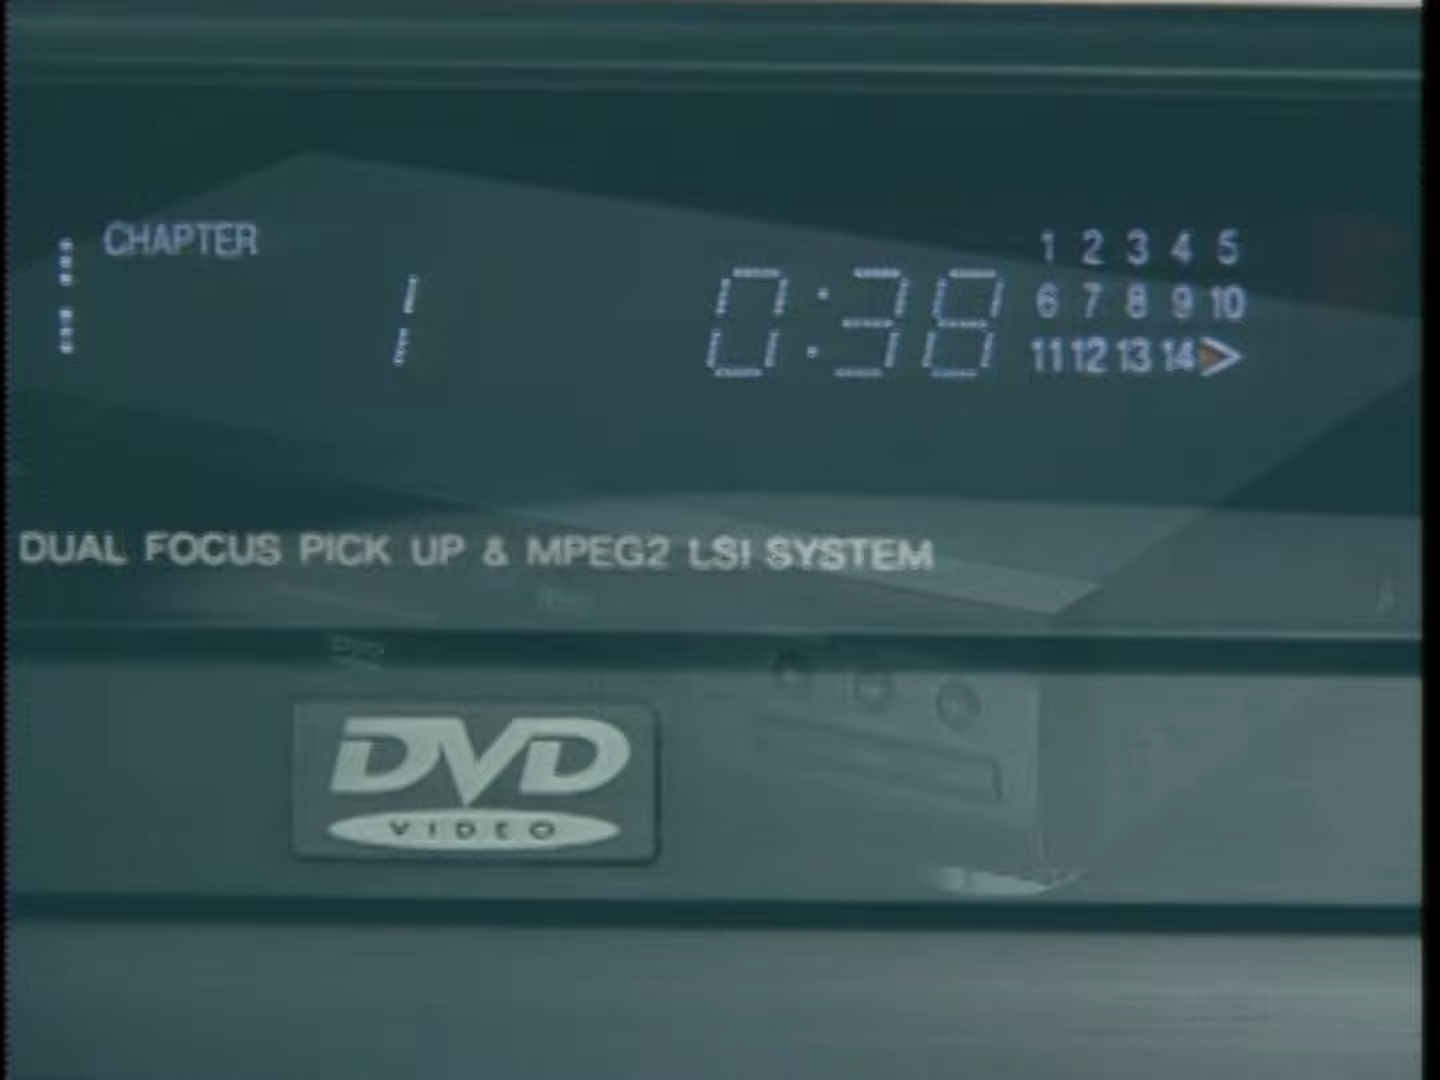 CHAPTER
1 0:38
1 2 3 4 5
6 7 8 9 10
11 12 13 14
DUAL FOCUS PICK UP & MPEG2 LSI SYSTEM
DVD
VIDEO